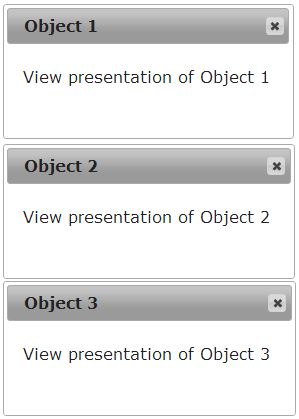 Object 1
View presentation of Object 1
Object 2
View presentation of Object 2
Object 3
View presentation of Object 3